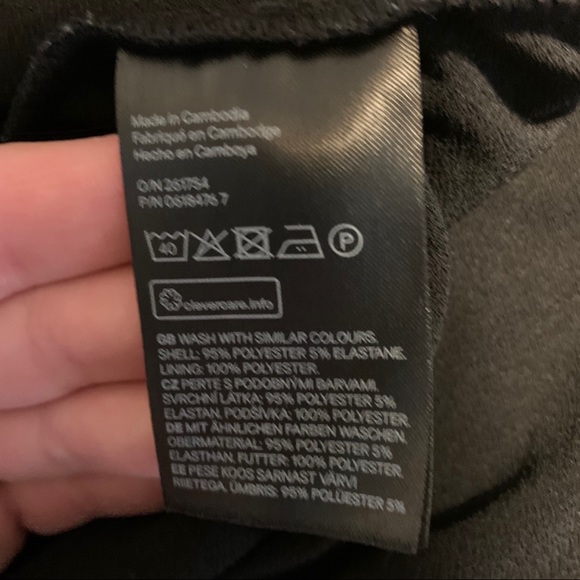 Made in Cambodia
Fabriqué en Cambodge
Hecho en Camboya
O/N 261754
P/N 0618476 7
40
P
clevercare.info
GB WASH WITH SIMILAR COLOURS.
SHELL: 95% POLYESTER 5% ELASTANE.
LINING: 100% POLYESTER.
CZ PERTE S PODOBNÝMI BARVAMI.
SVRCHNÍ LÁTKA: 95% POLYESTER 5%
ELASTAN. PODŠÍVKA: 100% POLYESTER.
DE MIT ÄHNLICHEN FARBEN WASCHEN.
OBERMATERIAL: 95% POLYESTER 5%
ELASTHAN. FUTTER: 100% POLYESTER.
EE PESE KOOS SARNAST VÄRVI
RIIETEGA. ÜMBRIS: 95% POLÜESTER 5%